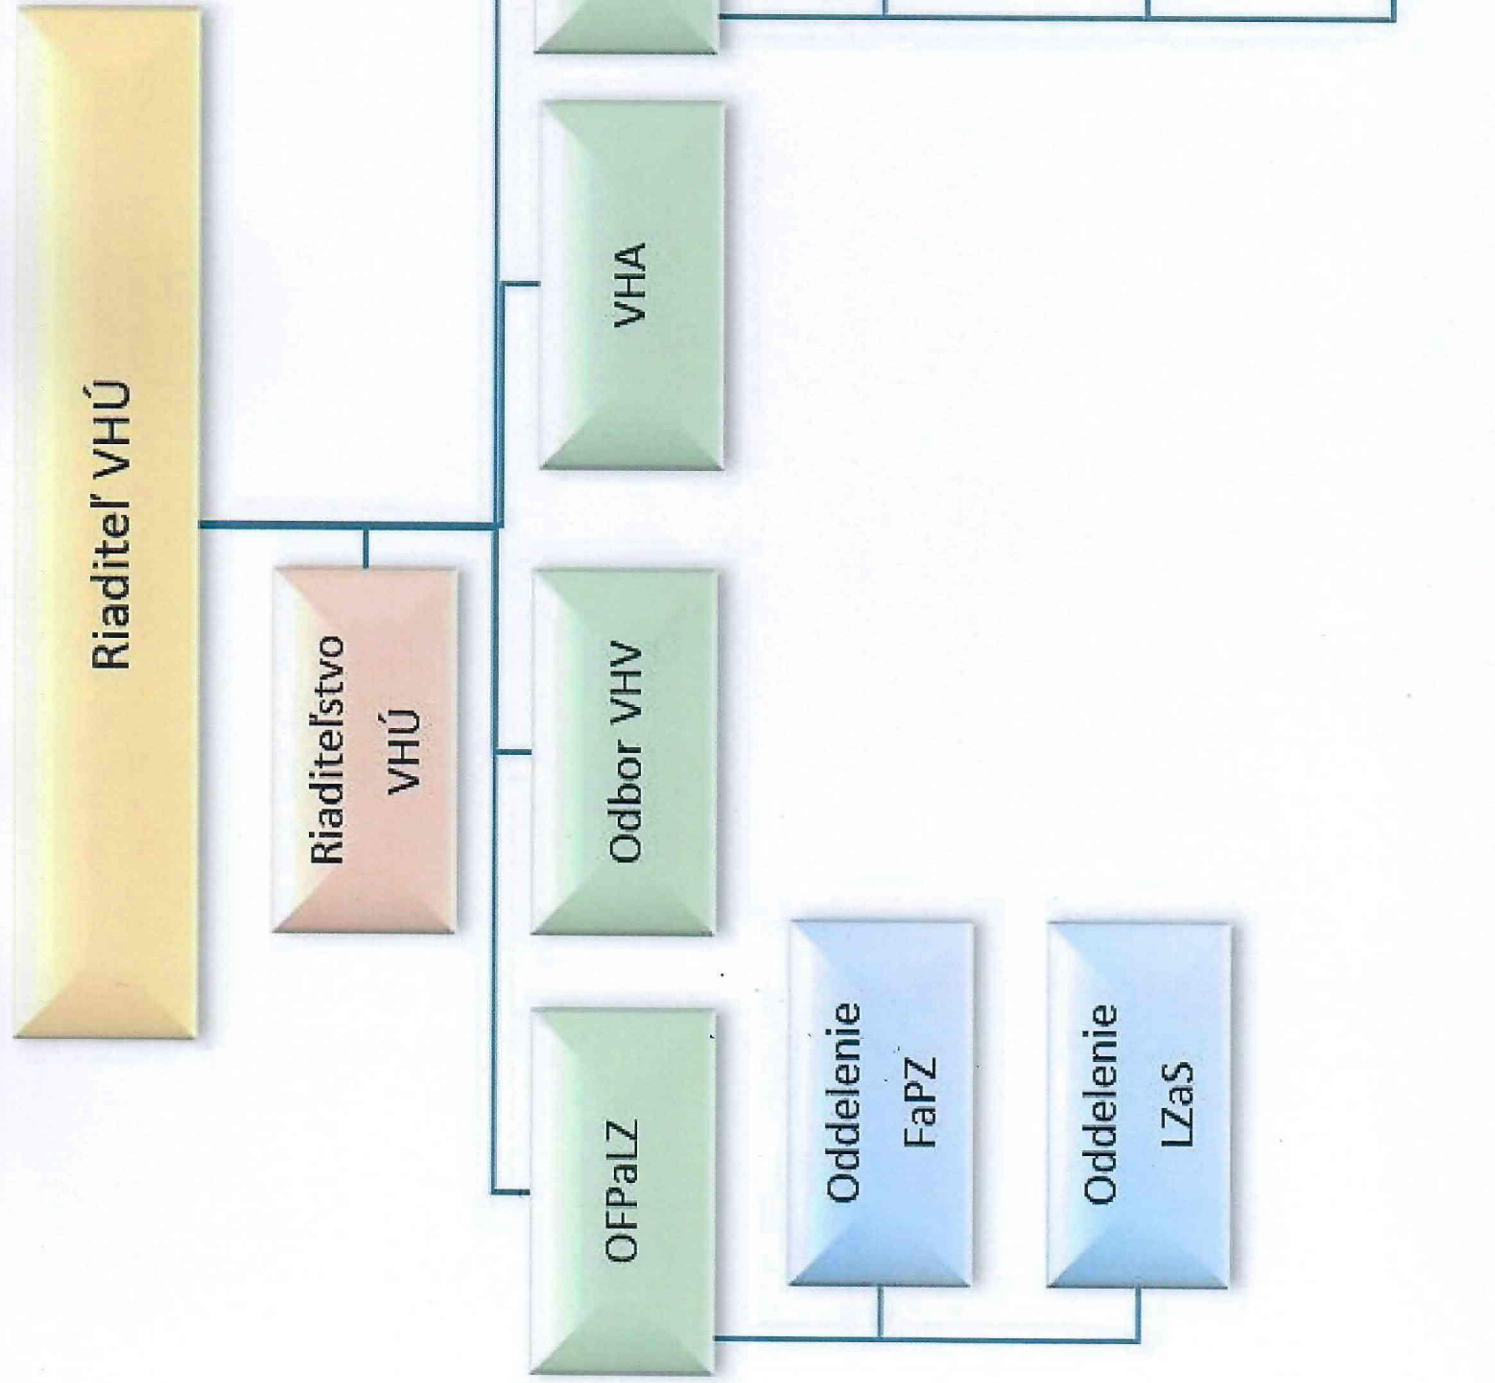 Riaditeľ VHÚ
Riaditeľstvo
VHÚ
OFPaLZ
Odbor VHV
VHA
Oddelenie
FaPZ
Oddelenie
LZaS